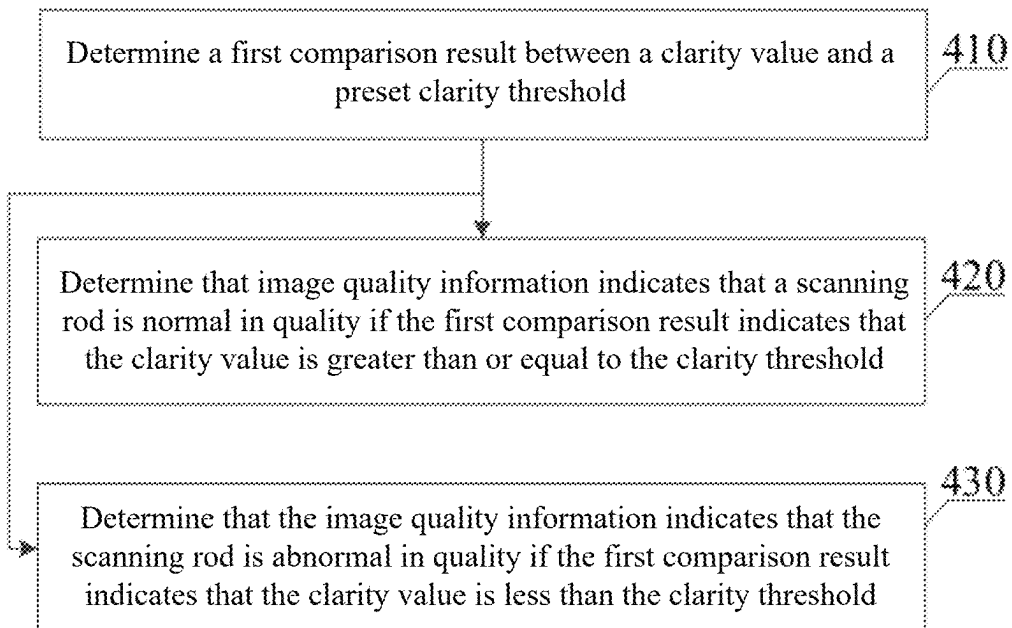 Determine a first comparison result between a clarity value and a
preset clarity threshold
410
Determine that image quality information indicates that a scanning
rod is normal in quality if the first comparison result indicates that
the clarity value is greater than or equal to the clarity threshold
420
Determine that the image quality information indicates that the
scanning rod is abnormal in quality if the first comparison result
indicates that the clarity value is less than the clarity threshold
430